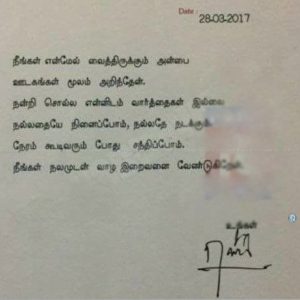 Date : 28-03-2017
நீங்கள் என்மேல் வைத்திருக்கும் அன்பை
ஊடகங்கள் மூலம் அறிந்தேன்.
நன்றி சொல்ல என்னிடம் வார்த்தைகள் இல்லை
நல்லதையே நினைப்போம், நல்லதே நடக்கும்.
நேரம் கூடிவரும் போது சந்திப்போம்.
நீங்கள் நலமுடன் வாழ இறைவனை வேண்டுகிறேன்.
உங்கள்